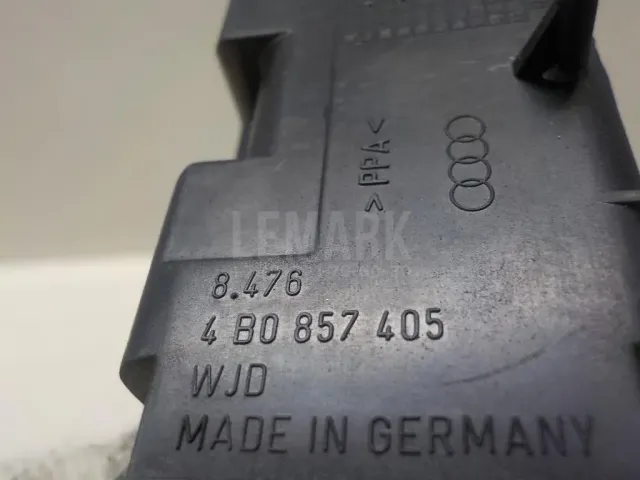 >PPA<
LEMARK
8.476
4 B0 857 405
WJD
MADE IN GERMANY